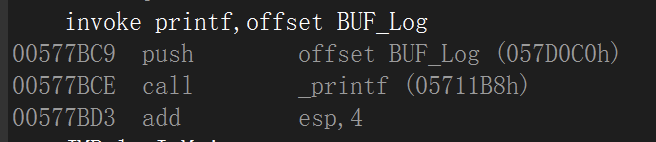 invoke printf,offset BUF_Log
00577BC9 push offset BUF_Log (057D0C0h)
00577BCE call _printf (05711B8h)
00577BD3 add esp,4